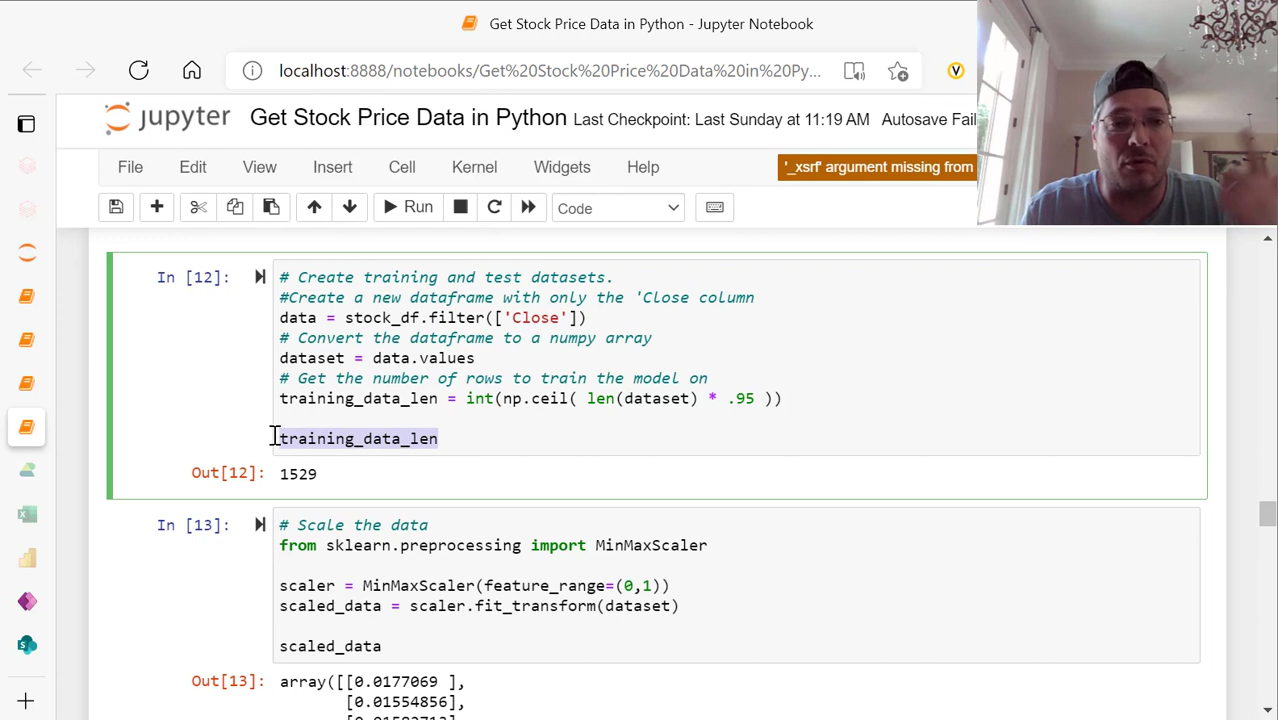 Get Stock Price Data in Python - Jupyter Notebook
localhost:8888/notebooks/Get%20Stock%20Price%20Data%20in%20Py...
V
jupyter Get Stock Price Data in Python Last Checkpoint: Last Sunday at 11:19 AM Autosave Fail
File Edit View Insert Cell Kernel Widgets Help
'_xsrf' argument missing from
Run Code
In [12]:
# Create training and test datasets.
#Create a new dataframe with only the 'Close column
data = stock_df.filter(['Close'])
# Convert the dataframe to a numpy array
dataset = data.values
# Get the number of rows to train the model on
training_data_len = int(np.ceil( len(dataset) * .95 ))
training_data_len
Out[12]: 1529
In [13]:
# Scale the data
from sklearn.preprocessing import MinMaxScaler
scaler = MinMaxScaler(feature_range=(0,1))
scaled_data = scaler.fit_transform(dataset)
scaled_data
Out[13]: array([[0.0177069 ],
[0.01554856],